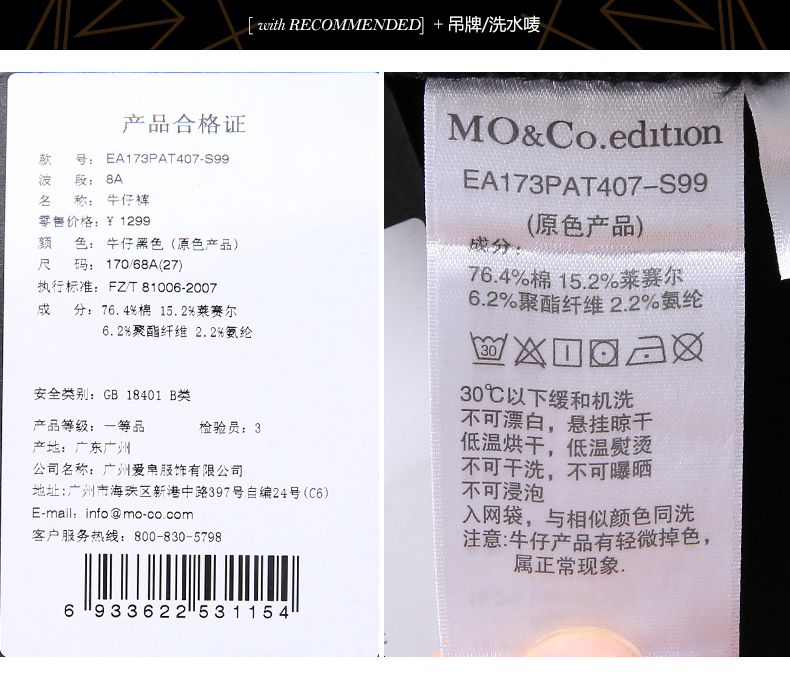 [ with RECOMMENDED] + 吊牌/洗水唛
产品合格证
款 号: EA173PAT407-S99
波 段: 8A
名 称: 牛仔裤
零售价格: ¥ 1299
颜 色: 牛仔黑色 (原色产品)
尺 码: 170/68A(27)
执行标准: FZ/T 81006-2007
成 分: 76.4%棉 15.2%莱赛尔
6.2%聚酯纤维 2.2%氨纶
安全类别: GB 18401 B类
产品等级: 一等品 检验员: 3
产地: 广东广州
公司名称: 广州爱帛服饰有限公司
地址:广州市海珠区新港中路397号自编24号(C6)
E-mail: info@mo-co.com
客户服务热线: 800-830-5798
6 933622 531154
MO&Co.edition
EA173PAT407-S99
(原色产品)
成分:
76.4%棉 15.2%莱赛尔
6.2%聚酯纤维 2.2%氨纶
30
30℃以下缓和机洗
不可漂白，悬挂晾干
低温烘干，低温熨烫
不可干洗，不可曝晒
不可浸泡
入网袋，与相似颜色同洗
注意:牛仔产品有轻微掉色，
属正常现象.